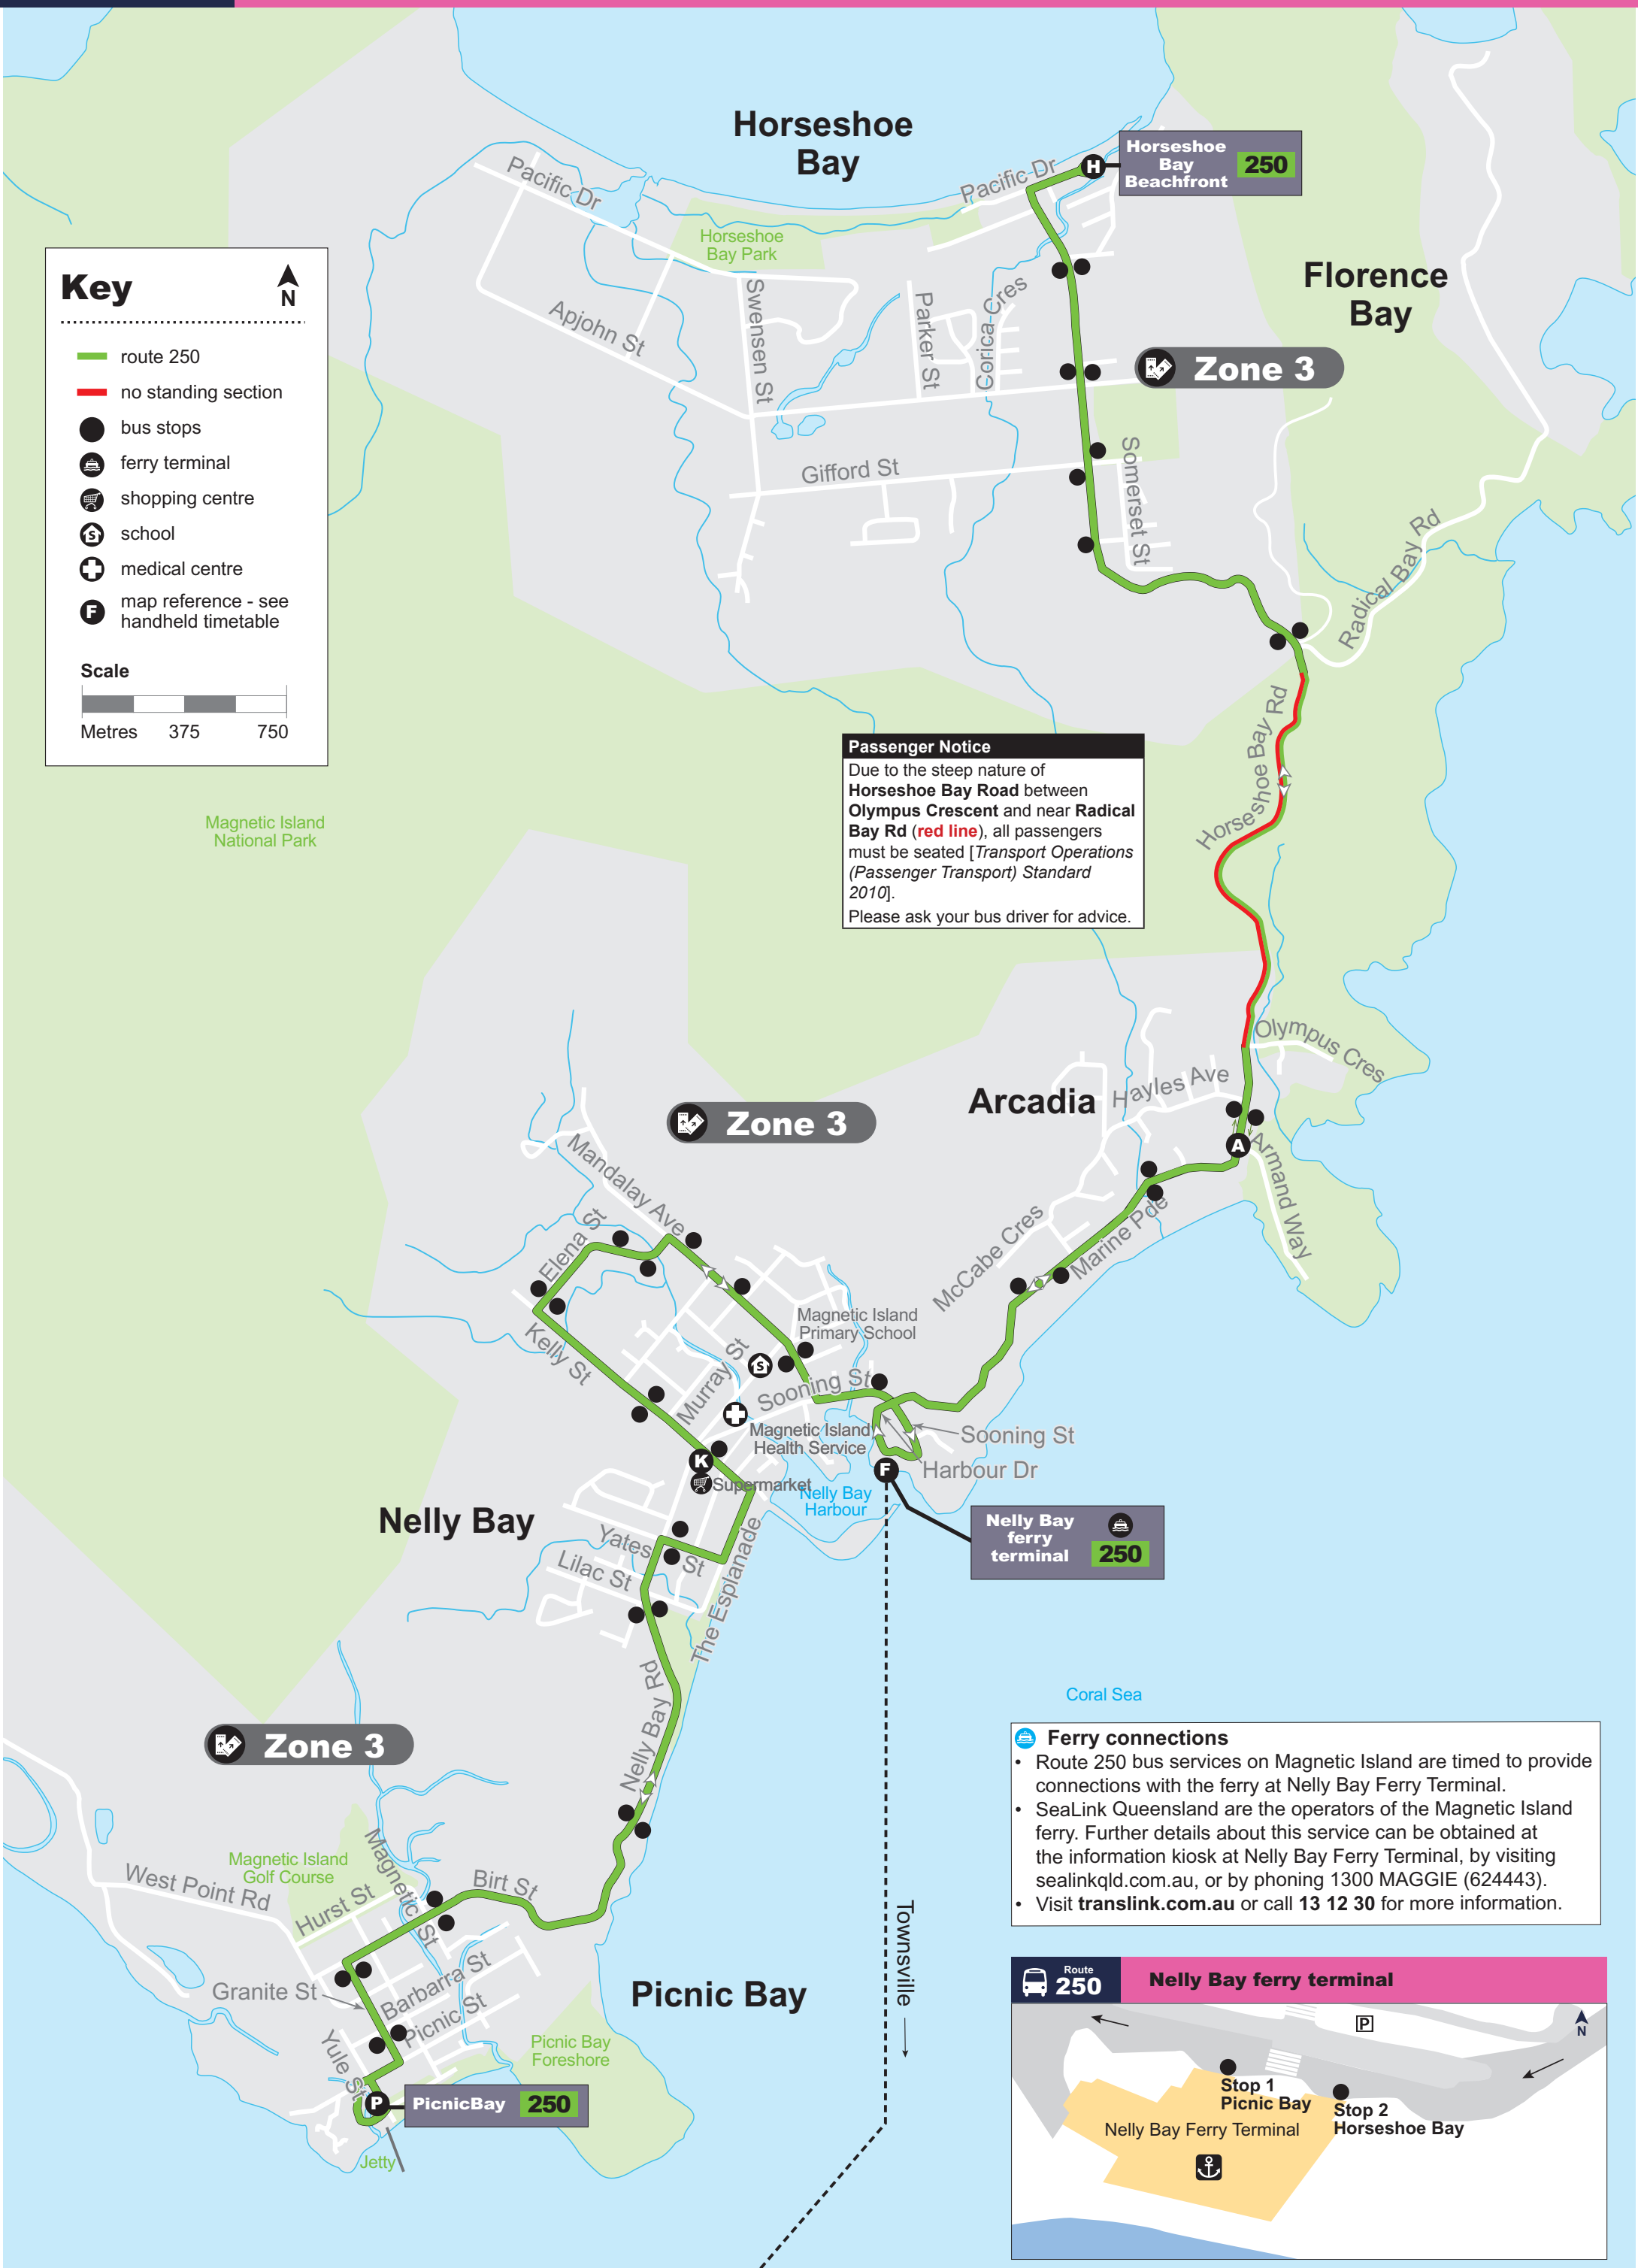 Horseshoe
Bay
Horseshoe
Bay
Beachfront
250
H
Pacific Dr
Pacific Dr
Horseshoe
Bay Park
Florence
Bay
Key
N
route 250
no standing section
bus stops
ferry terminal
shopping centre
S
school
medical centre
F
map reference - see
handheld timetable
Scale
Metres 375 750
Apjohn St
Swensen St
Parker St
Corica Cres
Zone 3
Gifford St
Somerset St
Radical Bay Rd
Horseshoe Bay Rd
Passenger Notice
Due to the steep nature of
Horseshoe Bay Road between
Olympus Crescent and near Radical
Bay Rd (red line), all passengers
must be seated [Transport Operations
(Passenger Transport) Standard
2010].
Please ask your bus driver for advice.
Magnetic Island
National Park
Olympus Cres
Hayles Ave
Arcadia
A
Armand Way
Zone 3
Mandalay Ave
Elena St
McCabe Cres
Marine Pde
Magnetic Island
Primary School
Kelly St
Murray St
S
Sooning St
Magnetic Island
Health Service
Sooning St
Harbour Dr
K
F
Supermarket
Nelly Bay
Harbour
Nelly Bay
Nelly Bay
ferry
terminal
250
Yates St
Lilac St
The Esplanade
Nelly Bay Rd
Coral Sea
Zone 3
Ferry connections
• Route 250 bus services on Magnetic Island are timed to provide
connections with the ferry at Nelly Bay Ferry Terminal.
• SeaLink Queensland are the operators of the Magnetic Island
ferry. Further details about this service can be obtained at
the information kiosk at Nelly Bay Ferry Terminal, by visiting
sealinkqld.com.au, or by phoning 1300 MAGGIE (624443).
• Visit translink.com.au or call 13 12 30 for more information.
Magnetic Island
Golf Course
West Point Rd
Hurst St
Magnetic St
Birt St
Townsville
Granite St
Barbarra St
Picnic St
Picnic Bay
Yule St
Picnic Bay
Foreshore
P
PicnicBay
250
Jetty
Route
250
Nelly Bay ferry terminal
P
N
Stop 1
Picnic Bay
Stop 2
Horseshoe Bay
Nelly Bay Ferry Terminal